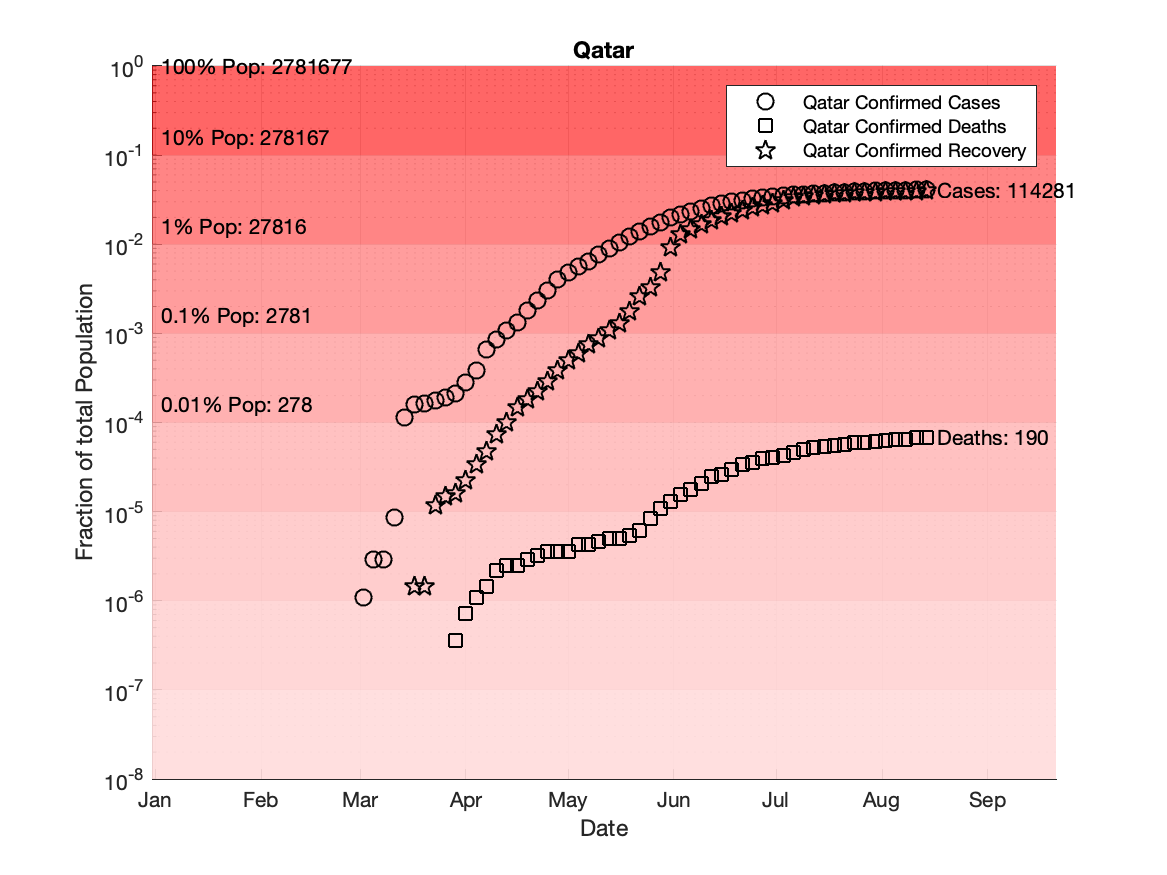 Qatar
10^0
100% Pop: 2781677
Qatar Confirmed Cases
Qatar Confirmed Deaths
Qatar Confirmed Recovery
10% Pop: 278167
10^-1
Cases: 114281
1% Pop: 27816
10^-2
0.1% Pop: 2781
10^-3
0.01% Pop: 278
10^-4
Deaths: 190
10^-5
10^-6
10^-7
10^-8
Fraction of total Population
Jan Feb Mar Apr May Jun Jul Aug Sep
Date